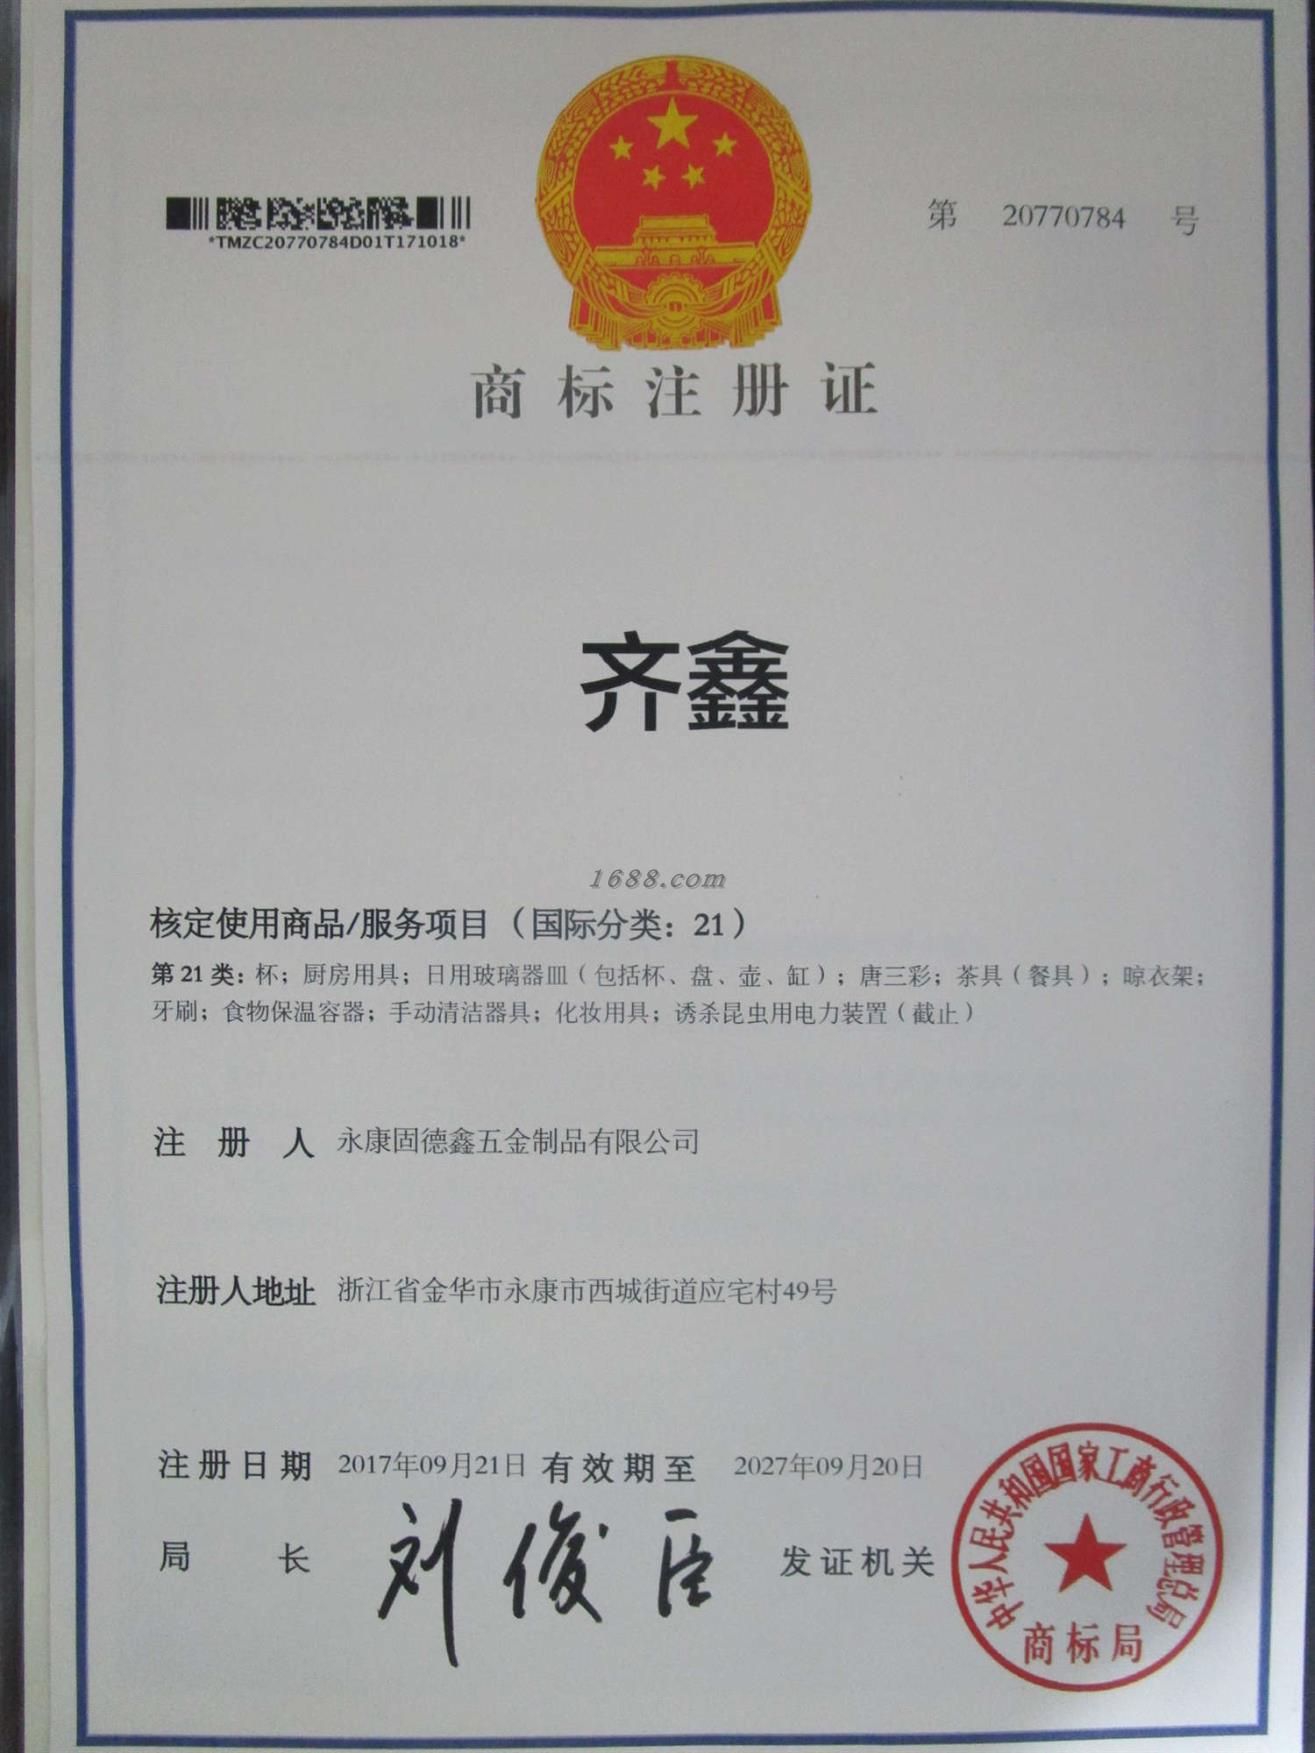 第 20770784 号
*TMZC20770784D01T171018*
商标注册证
齐鑫
1688.com
核定使用商品/服务项目（国际分类：21）
第21类：杯；厨房用具；日用玻璃器皿（包括杯、盘、壶、缸）；唐三彩；茶具（餐具）；晾衣架；
牙刷；食物保温容器；手动清洁器具；化妆用具；诱杀昆虫用电力装置（截止）
注册人 永康固德鑫五金制品有限公司
注册人地址 浙江省金华市永康市西城街道应宅村49号
注册日期 2017年09月21日 有效期至 2027年09月20日
局长 刘俊臣 发证机关
中华人民共和国国家工商行政管理总局
商标局